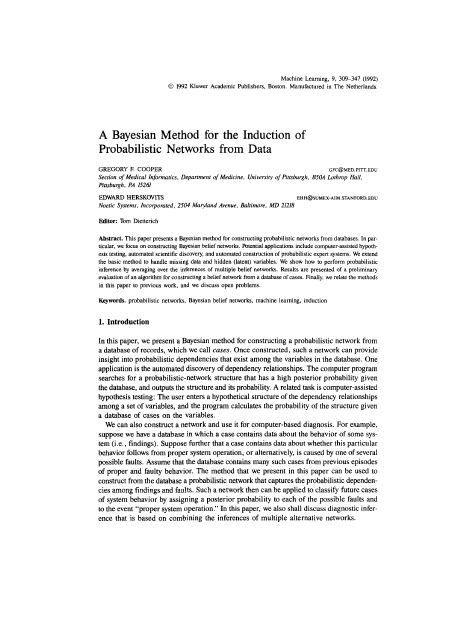 Machine Learning, 9, 309-347 (1992)
© 1992 Kluwer Academic Publishers, Boston. Manufactured in The Netherlands.
A Bayesian Method for the Induction of
Probabilistic Networks from Data
GREGORY F. COOPER GFC@MED.PITT.EDU
Section of Medical Informatics, Department of Medicine, University of Pittsburgh, B50A Lothrop Hall,
Pittsburgh, PA 15261
EDWARD HERSKOVITS EHH@SUMEX-AIM.STANFORD.EDU
Noetic Systems, Incorporated, 2504 Maryland Avenue, Baltimore, MD 21218
Editor: Tom Dietterich
Abstract. This paper presents a Bayesian method for constructing probabilistic networks from databases. In par-
ticular, we focus on constructing Bayesian belief networks. Potential applications include computer-assisted hypoth-
esis testing, automated scientific discovery, and automated construction of probabilistic expert systems. We extend
the basic method to handle missing data and hidden (latent) variables. We show how to perform probabilistic
inference by averaging over the inferences of multiple belief networks. Results are presented of a preliminary
evaluation of an algorithm for constructing a belief network from a database of cases. Finally, we relate the methods
in this paper to previous work, and we discuss open problems.
Keywords. probabilistic networks, Bayesian belief networks, machine learning, induction
1. Introduction
In this paper, we present a Bayesian method for constructing a probabilistic network from
a database of records, which we call cases. Once constructed, such a network can provide
insight into probabilistic dependencies that exist among the variables in the database. One
application is the automated discovery of dependency relationships. The computer program
searches for a probabilistic-network structure that has a high posterior probability given
the database, and outputs the structure and its probability. A related task is computer-assisted
hypothesis testing: The user enters a hypothetical structure of the dependency relationships
among a set of variables, and the program calculates the probability of the structure given
a database of cases on the variables.
We can also construct a network and use it for computer-based diagnosis. For example,
suppose we have a database in which a case contains data about the behavior of some sys-
tem (i.e., findings). Suppose further that a case contains data about whether this particular
behavior follows from proper system operation, or alternatively, is caused by one of several
possible faults. Assume that the database contains many such cases from previous episodes
of proper and faulty behavior. The method that we present in this paper can be used to
construct from the database a probabilistic network that captures the probabilistic dependen-
cies among findings and faults. Such a network then can be applied to classify future cases
of system behavior by assigning a posterior probability to each of the possible faults and
to the event "proper system operation." In this paper, we also shall discuss diagnostic infer-
ence that is based on combining the inferences of multiple alternative networks.